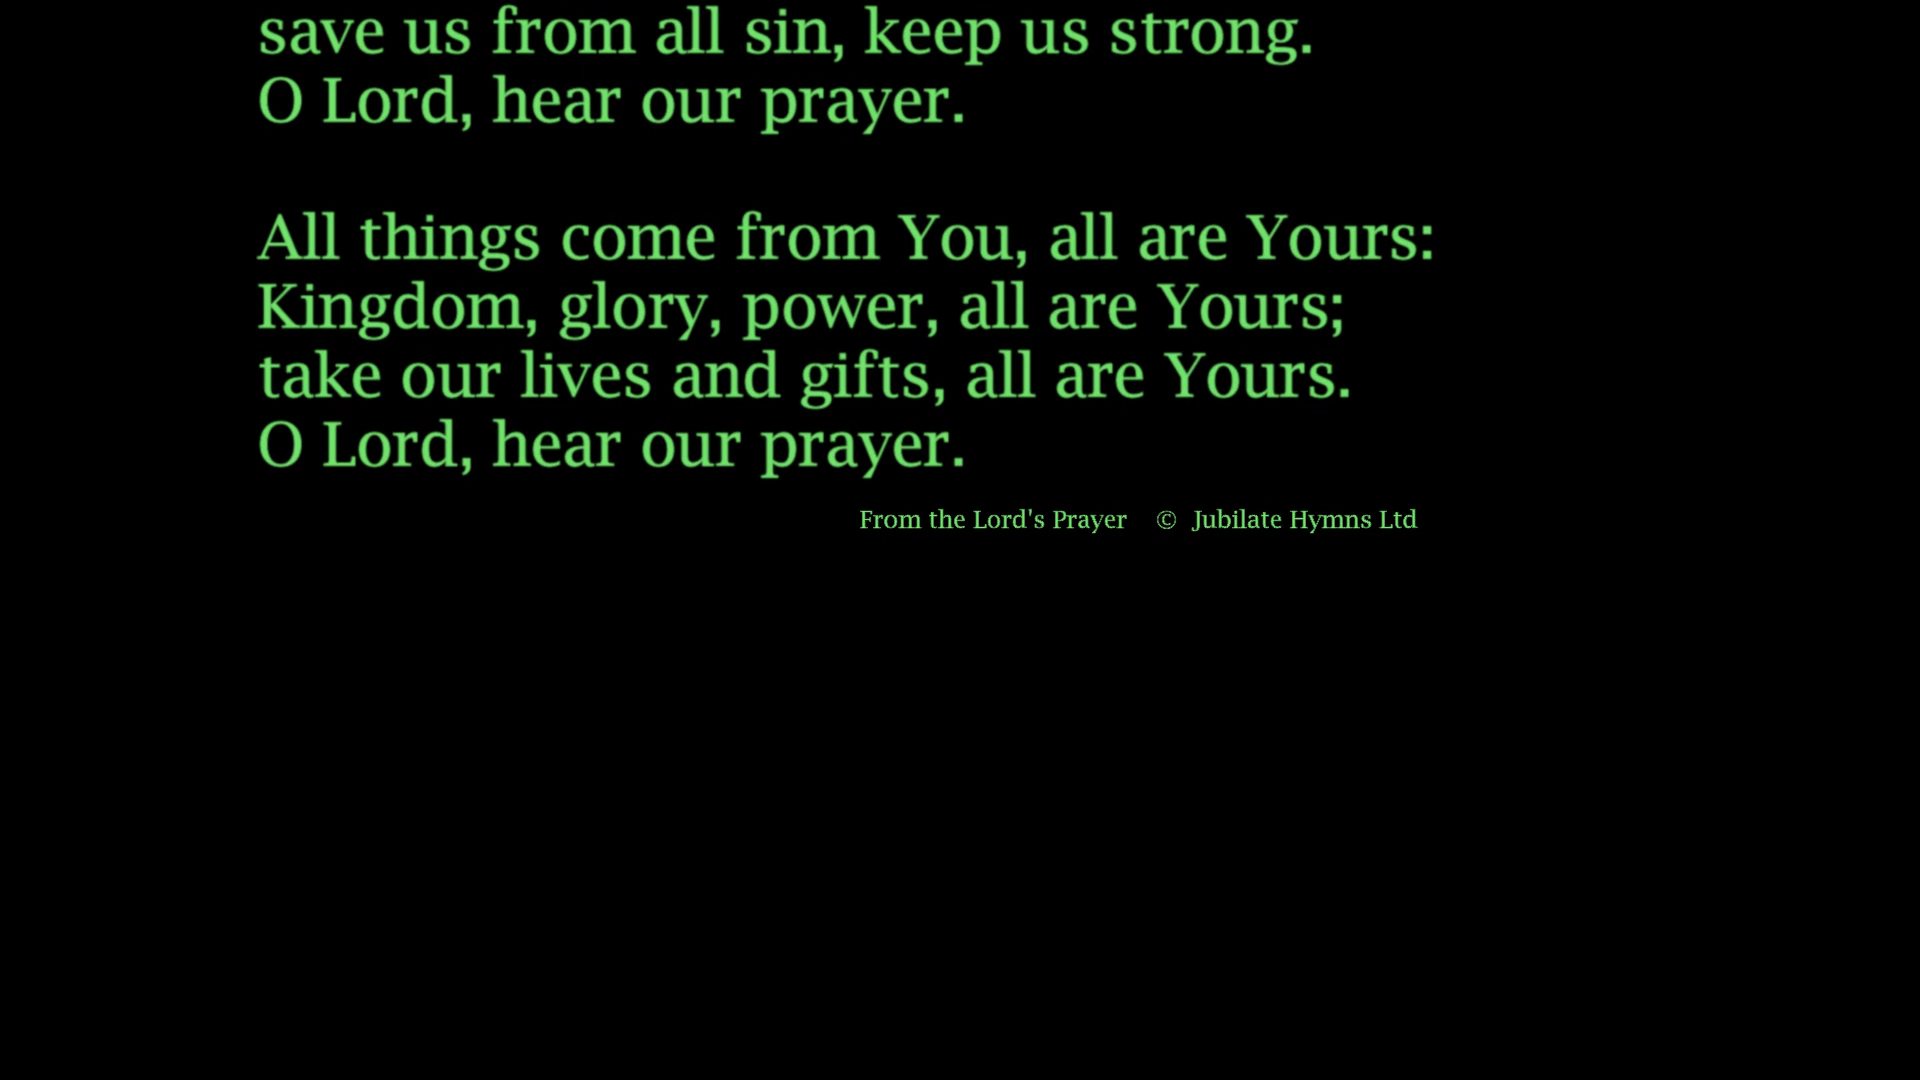 save us from all sin, keep us strong.
O Lord, hear our prayer.
All things come from You, all are Yours:
Kingdom, glory, power, all are Yours;
take our lives and gifts, all are Yours.
O Lord, hear our prayer.
From the Lord's Prayer © Jubilate Hymns Ltd